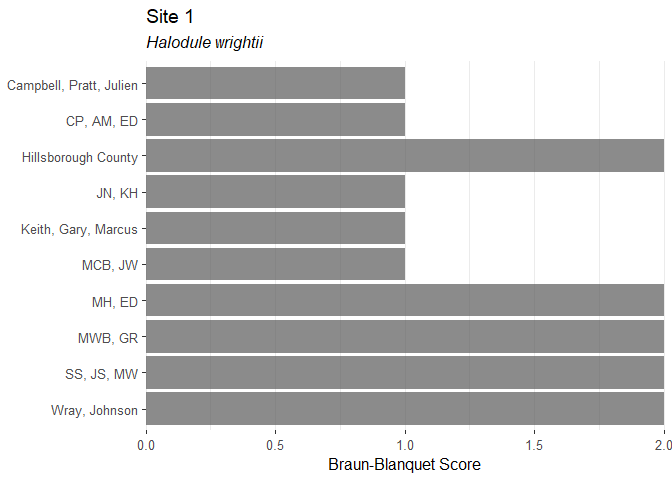 Site 1
Halodule wrightii
Campbell, Pratt, Julien
CP, AM, ED
Hillsborough County
JN, KH
Keith, Gary, Marcus
MCB, JW
MH, ED
MWB, GR
SS, JS, MW
Wray, Johnson
0.0 0.5 1.0 1.5 2.0
Braun-Blanquet Score